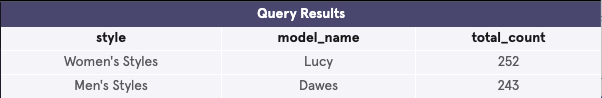 Query Results
style model_name total_count
Women's Styles Lucy 252
Men's Styles Dawes 243